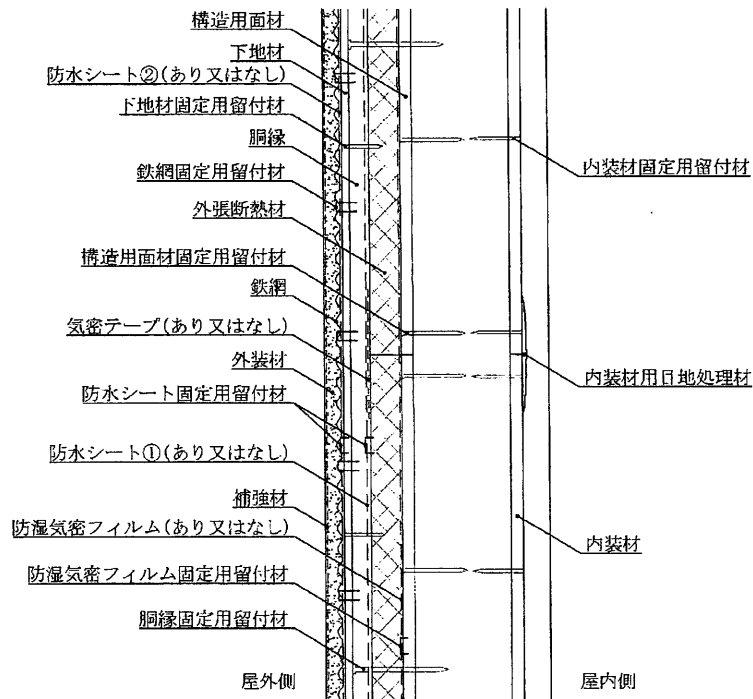 構造用面材
下地材
防水シート②(あり又はなし)
下地材固定用留付材
胴縁
鉄網固定用留付材
外張断熱材
構造用面材固定用留付材
鉄網
気密テープ(あり又はなし)
外装材
防水シート固定用留付材
防水シート①(あり又はなし)
補強材
防湿気密フィルム(あり又はなし)
防湿気密フィルム固定用留付材
胴縁固定用留付材
屋外側
内装材固定用留付材
内装材用目地処理材
内装材
屋内側